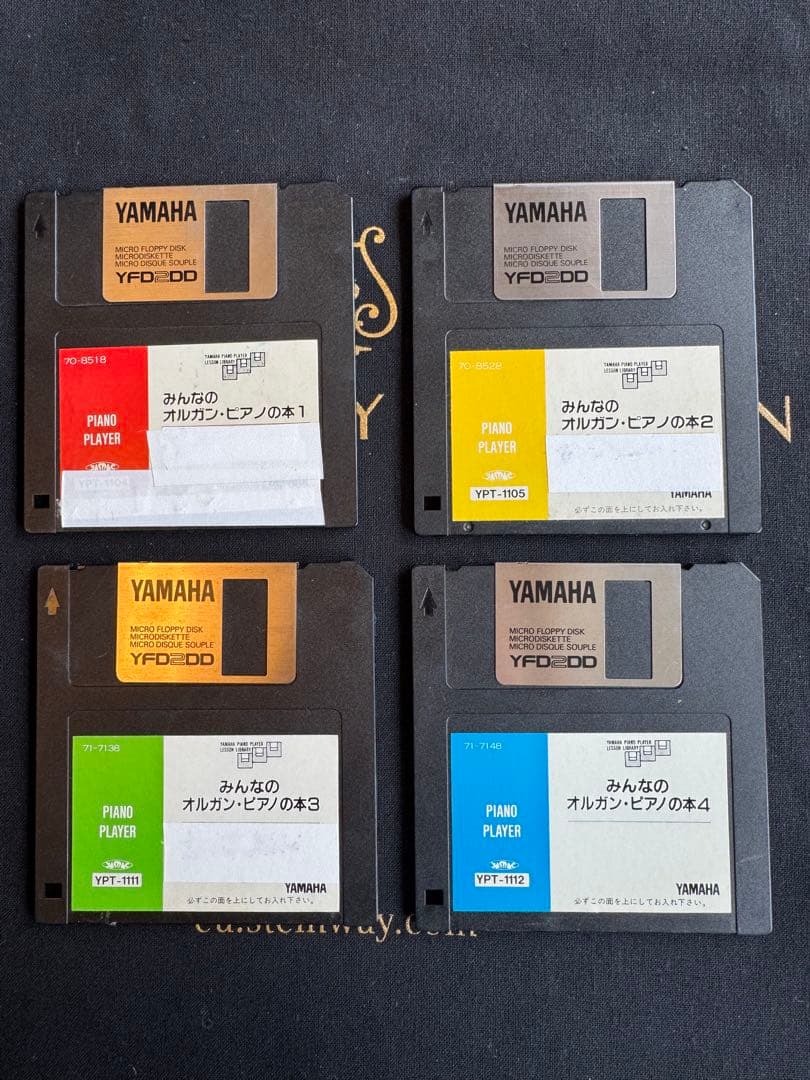 YAMAHA
MICRO FLOPPY DISK
MICRODISKETTE
MICRO DISQUE SOUPLE
YFD2DD
70-8518
YAMAHA PIANO PLAYER
LESSON LIBRARY
みんなの
オルガン・ピアノの本1
PIANO
PLAYER
YPT-1104
YAMAHA
MICRO FLOPPY DISK
MICRODISKETTE
MICRO DISQUE SOUPLE
YFD2DD
70-8528
YAMAHA PIANO PLAYER
LESSON LIBRARY
みんなの
オルガン・ピアノの本2
PIANO
PLAYER
YPT-1105
YAMAHA
必ずこの面を上にしてお入れ下さい。
YAMAHA
MICRO FLOPPY DISK
MICRODISKETTE
MICRO DISQUE SOUPLE
YFD2DD
71-7138
YAMAHA PIANO PLAYER
LESSON LIBRARY
みんなの
オルガン・ピアノの本3
PIANO
PLAYER
YPT-1111
YAMAHA
必ずこの面を上にしてお入れ下さい。
YAMAHA
MICRO FLOPPY DISK
MICRODISKETTE
MICRO DISQUE SOUPLE
YFD2DD
71-7148
YAMAHA PIANO PLAYER
LESSON LIBRARY
みんなの
オルガン・ピアノの本4
PIANO
PLAYER
YPT-1112
YAMAHA
必ずこの面を上にしてお入れ下さい。
eu.steinway.com